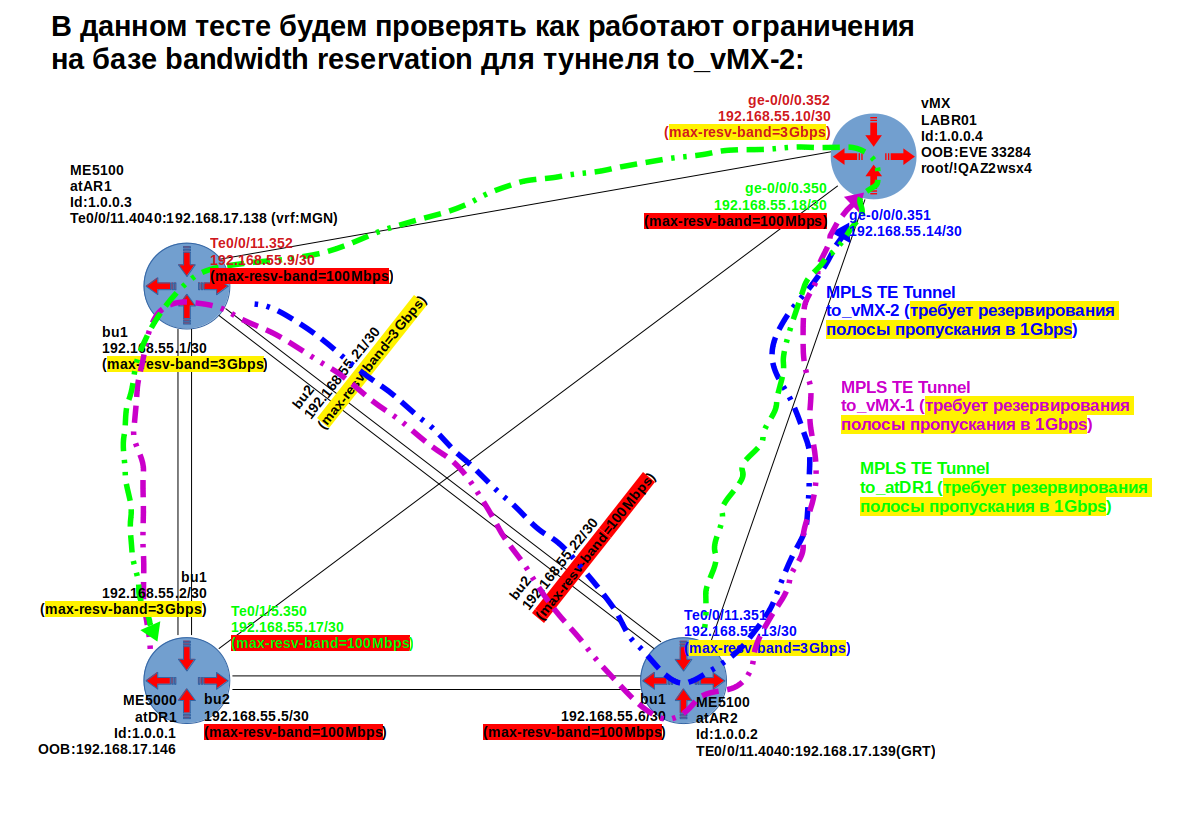 В данном тесте будем проверять как работают ограничения
на базе bandwidth reservation для туннеля to_vMX-2:
ge-0/0/0.352
192.168.55.10/30
(max-resv-band=3Gbps)
vMX
LABR01
Id:1.0.0.4
OOB:EVE 33284
root/!QAZ2wsx4
ME5100
atAR1
Id:1.0.0.3
Te0/0/11.4040:192.168.17.138 (vrf:MGN)
ge-0/0/0.350
192.168.55.18/30
(max-resv-band=100Mbps)
ge-0/0/0.351
192.168.55.14/30
Te0/0/11.352
192.168.55.9/30
(max-resv-band=100Mbps)
bu1
192.168.55.1/30
(max-resv-band=3Gbps)
bu2
192.168.55.21/30
(max-resv-band=3Gbps)
MPLS TE Tunnel
to_vMX-2 (требует резервирования
полосы пропускания в 1Gbps)
MPLS TE Tunnel
to_vMX-1 (требует резервирования
полосы пропускания в 1Gbps)
MPLS TE Tunnel
to_atDR1 (требует резервирования
полосы пропускания в 1Gbps)
bu2
192.168.55.22/30
(max-resv-band=100Mbps)
bu1
192.168.55.2/30
(max-resv-band=3Gbps)
Te0/1/5.350
192.168.55.17/30
(max-resv-band=100Mbps)
Te0/0/11.351
192.168.55.13/30
(max-resv-band=3Gbps)
ME5000
atDR1
Id:1.0.0.1
OOB:192.168.17.146
bu2
192.168.55.5/30
(max-resv-band=100Mbps)
bu1
192.168.55.6/30
(max-resv-band=100Mbps)
ME5100
atAR2
Id:1.0.0.2
TE0/0/11.4040:192.168.17.139(GRT)